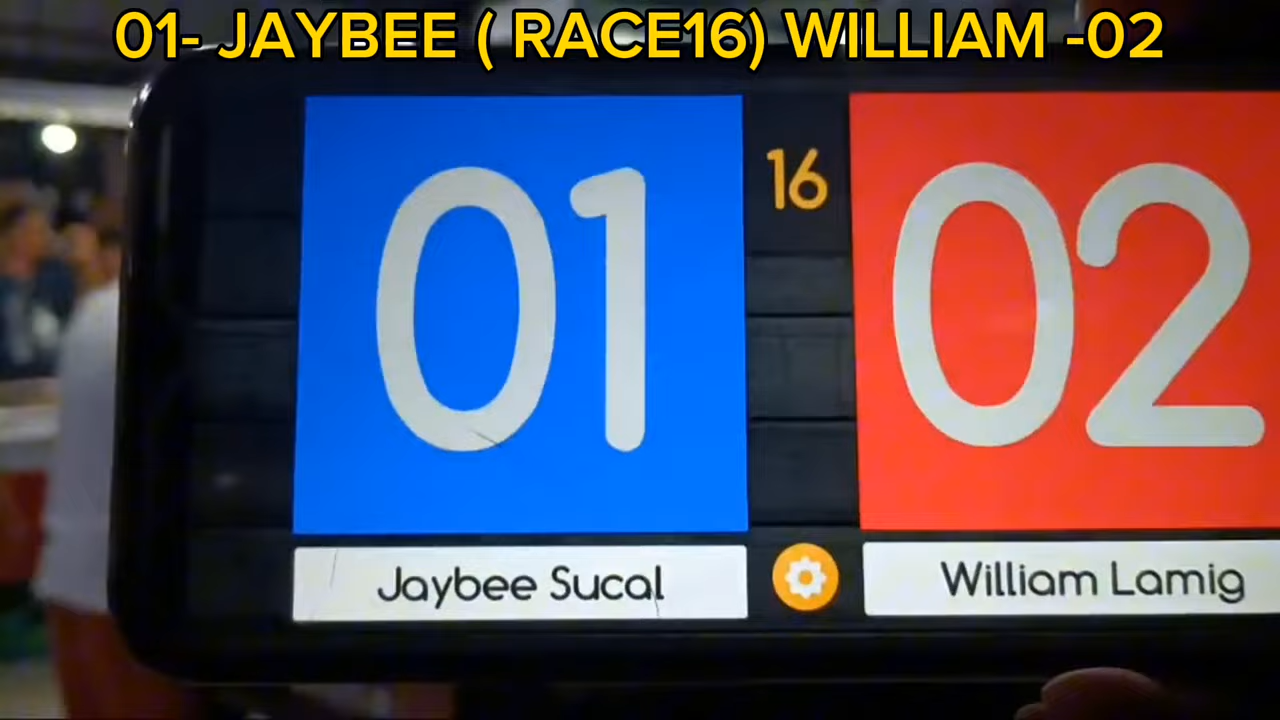 01- JAYBEE ( RACE16) WILLIAM -02
01 16 02
Jaybee Sucal William Lamig